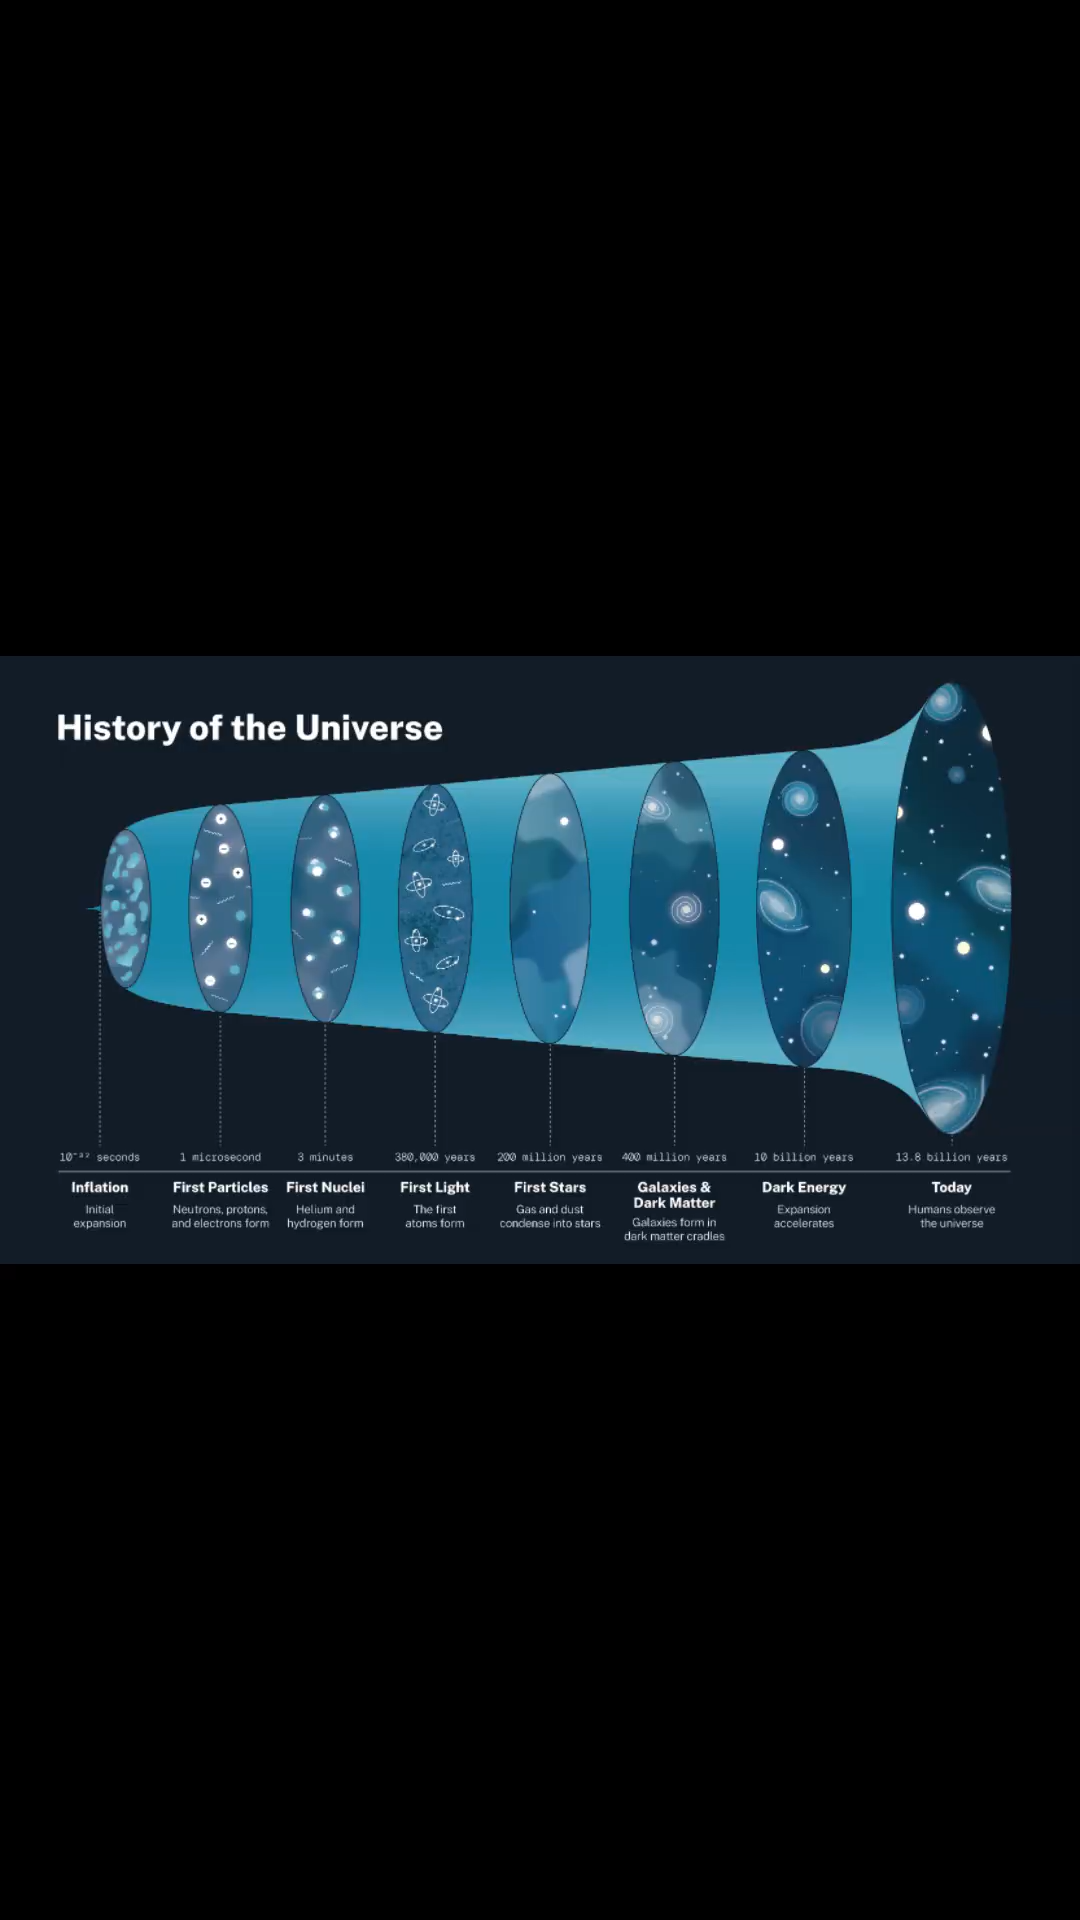 History of the Universe
10⁻³² seconds
Inflation
Initial
expansion
1 microsecond
First Particles
Neutrons, protons,
and electrons form
3 minutes
First Nuclei
Helium and
hydrogen form
380,000 years
First Light
The first
atoms form
200 million years
First Stars
Gas and dust
condense into stars
400 million years
Galaxies &
Dark Matter
Galaxies form in
dark matter cradles
10 billion years
Dark Energy
Expansion
accelerates
13.8 billion years
Today
Humans observe
the universe